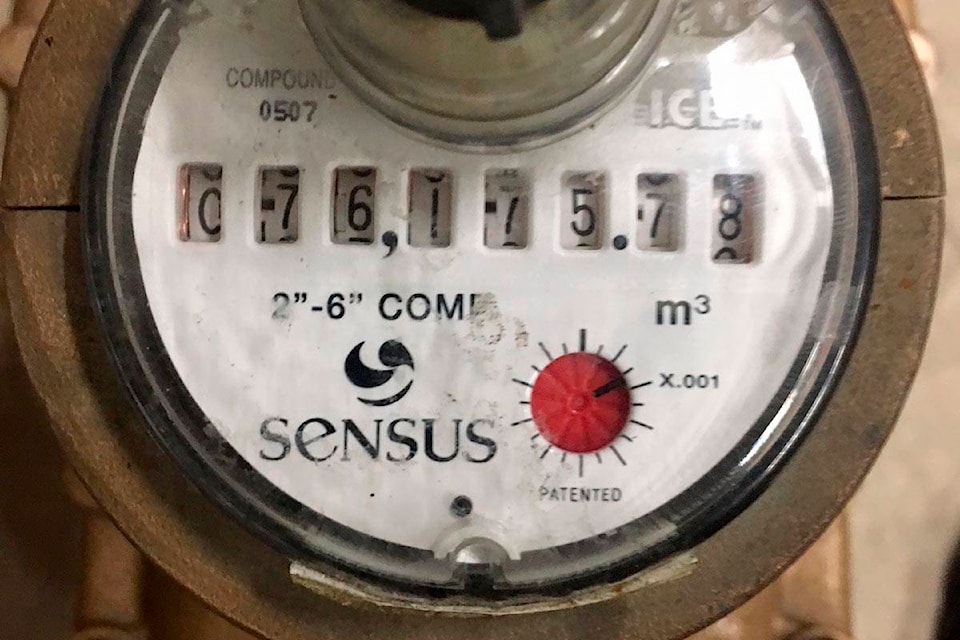 COMPOUND
0507
ICE
076,175.78
2”-6” COMP
m³
X.001
SENSUS
PATENTED